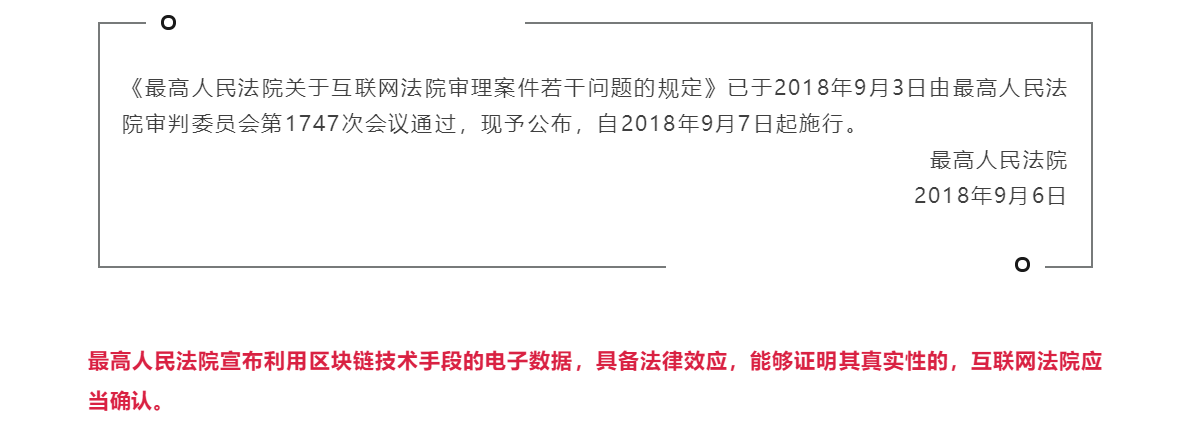 《最高人民法院关于互联网法院审理案件若干问题的规定》已于2018年9月3日由最高人民法
院审判委员会第1747次会议通过，现予公布，自2018年9月7日起施行。
最高人民法院
2018年9月6日
最高人民法院宣布利用区块链技术手段的电子数据，具备法律效应，能够证明其真实性的，互联网法院应
当确认。